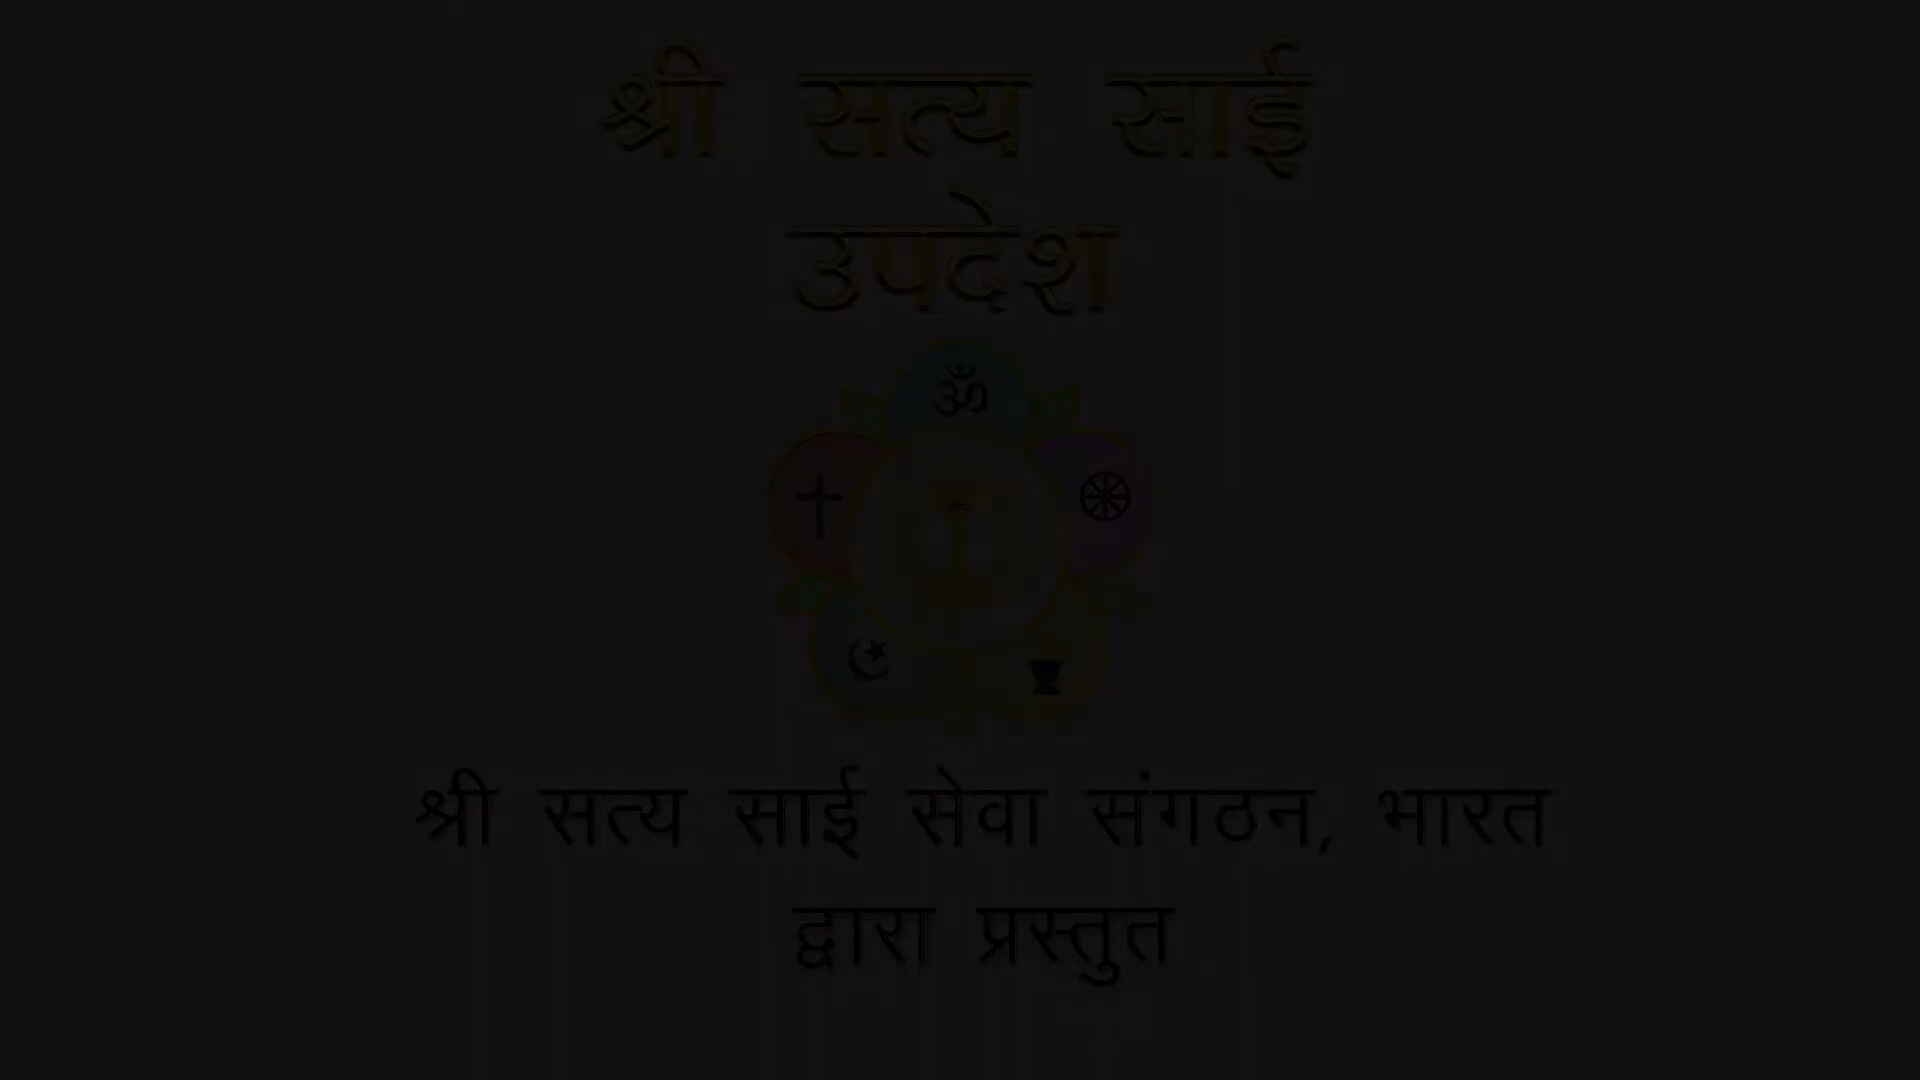 श्री सत्य साई
उपदेश
ॐ
श्री सत्य साई सेवा संगठन, भारत
द्वारा प्रस्तुत